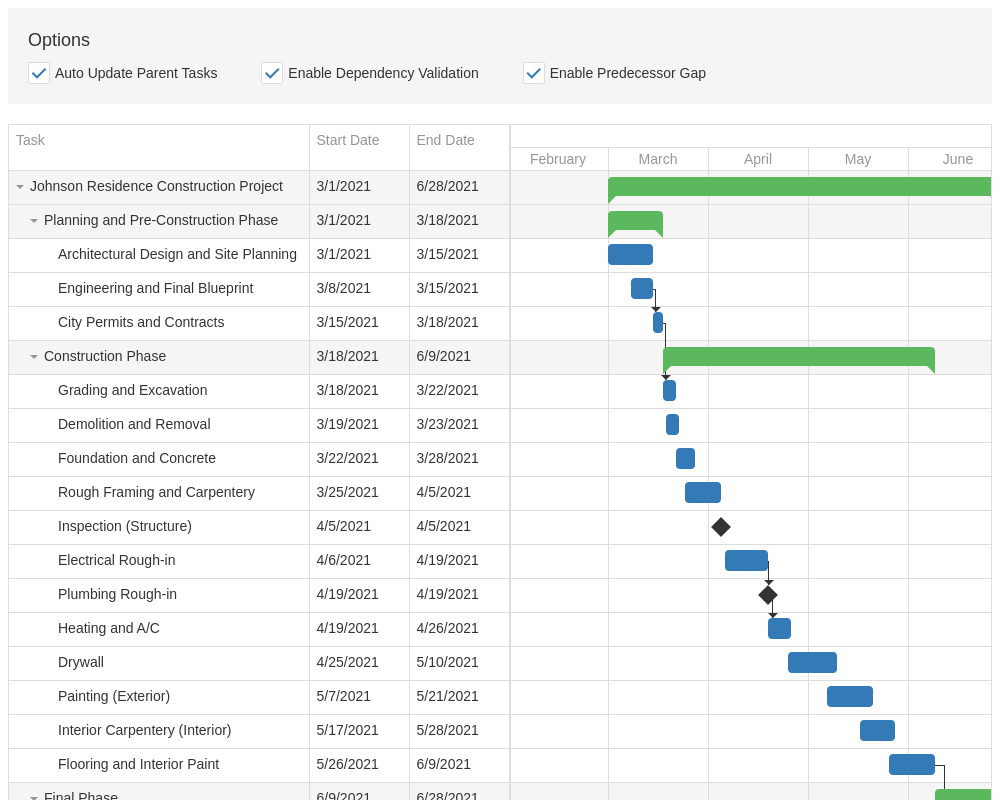 Options
Auto Update Parent Tasks Enable Dependency Validation Enable Predecessor Gap
Task Start Date End Date
February March April May June
Johnson Residence Construction Project 3/1/2021 6/28/2021
Planning and Pre-Construction Phase 3/1/2021 3/18/2021
Architectural Design and Site Planning 3/1/2021 3/15/2021
Engineering and Final Blueprint 3/8/2021 3/15/2021
City Permits and Contracts 3/15/2021 3/18/2021
Construction Phase 3/18/2021 6/9/2021
Grading and Excavation 3/18/2021 3/22/2021
Demolition and Removal 3/19/2021 3/23/2021
Foundation and Concrete 3/22/2021 3/28/2021
Rough Framing and Carpentery 3/25/2021 4/5/2021
Inspection (Structure) 4/5/2021 4/5/2021
Electrical Rough-in 4/6/2021 4/19/2021
Plumbing Rough-in 4/19/2021 4/19/2021
Heating and A/C 4/19/2021 4/26/2021
Drywall 4/25/2021 5/10/2021
Painting (Exterior) 5/7/2021 5/21/2021
Interior Carpentery (Interior) 5/17/2021 5/28/2021
Flooring and Interior Paint 5/26/2021 6/9/2021
Final Phase 6/9/2021 6/28/2021